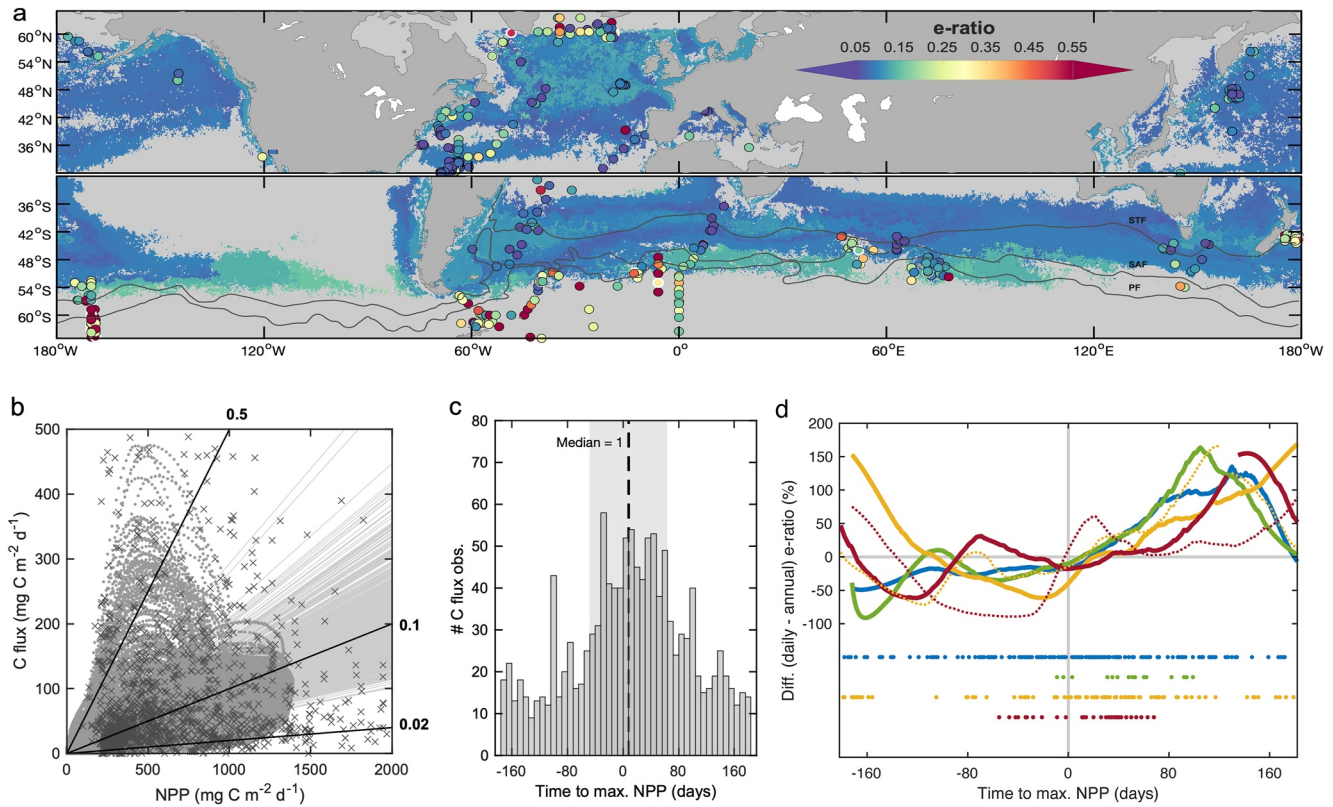 a
e-ratio
0.05 0.15 0.25 0.35 0.45 0.55
60°N
54°N
48°N
42°N
36°N
36°S
42°S
48°S
54°S
60°S
STF
SAF
PF
180°W 120°W 60°W 0° 60°E 120°E 180°W
b
0.5
0.1
0.02
C flux (mg C m-2 d-1)
500
400
300
200
100
0
0 500 1000 1500 2000
NPP (mg C m-2 d-1)
c
Median = 1
# C flux obs.
80
70
60
50
40
30
20
10
0
-160 -80 0 80 160
Time to max. NPP (days)
d
Diff. (daily - annual) e-ratio (%)
200
150
100
50
0
-50
-100
-160 -80 0 80 160
Time to max. NPP (days)